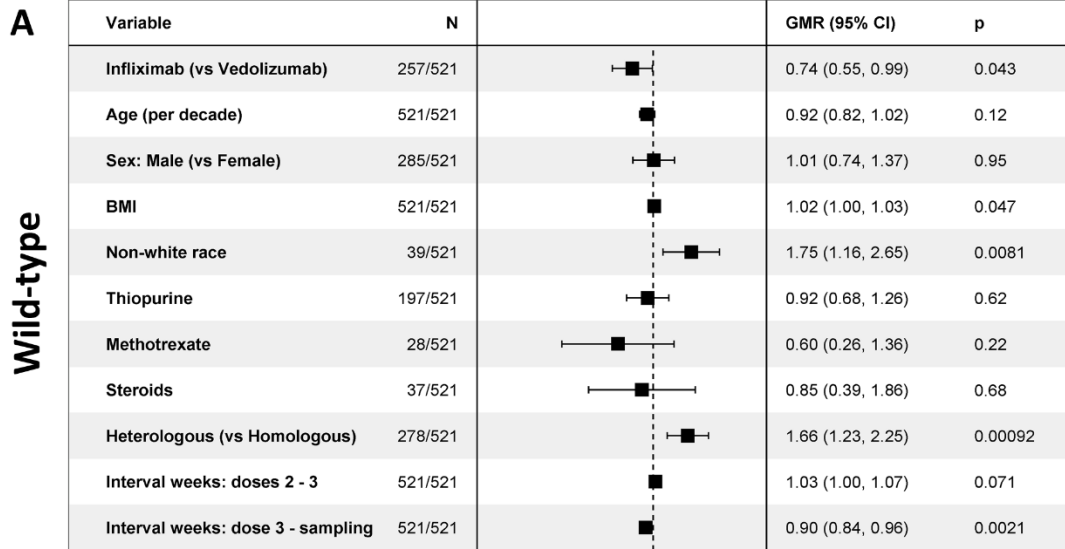 A
Variable N GMR (95% CI) p
Infliximab (vs Vedolizumab) 257/521 0.74 (0.55, 0.99) 0.043
Age (per decade) 521/521 0.92 (0.82, 1.02) 0.12
Sex: Male (vs Female) 285/521 1.01 (0.74, 1.37) 0.95
BMI 521/521 1.02 (1.00, 1.03) 0.047
Non-white race 39/521 1.75 (1.16, 2.65) 0.0081
Thiopurine 197/521 0.92 (0.68, 1.26) 0.62
Methotrexate 28/521 0.60 (0.26, 1.36) 0.22
Steroids 37/521 0.85 (0.39, 1.86) 0.68
Heterologous (vs Homologous) 278/521 1.66 (1.23, 2.25) 0.00092
Interval weeks: doses 2 - 3 521/521 1.03 (1.00, 1.07) 0.071
Interval weeks: dose 3 - sampling 521/521 0.90 (0.84, 0.96) 0.0021
Wild-type